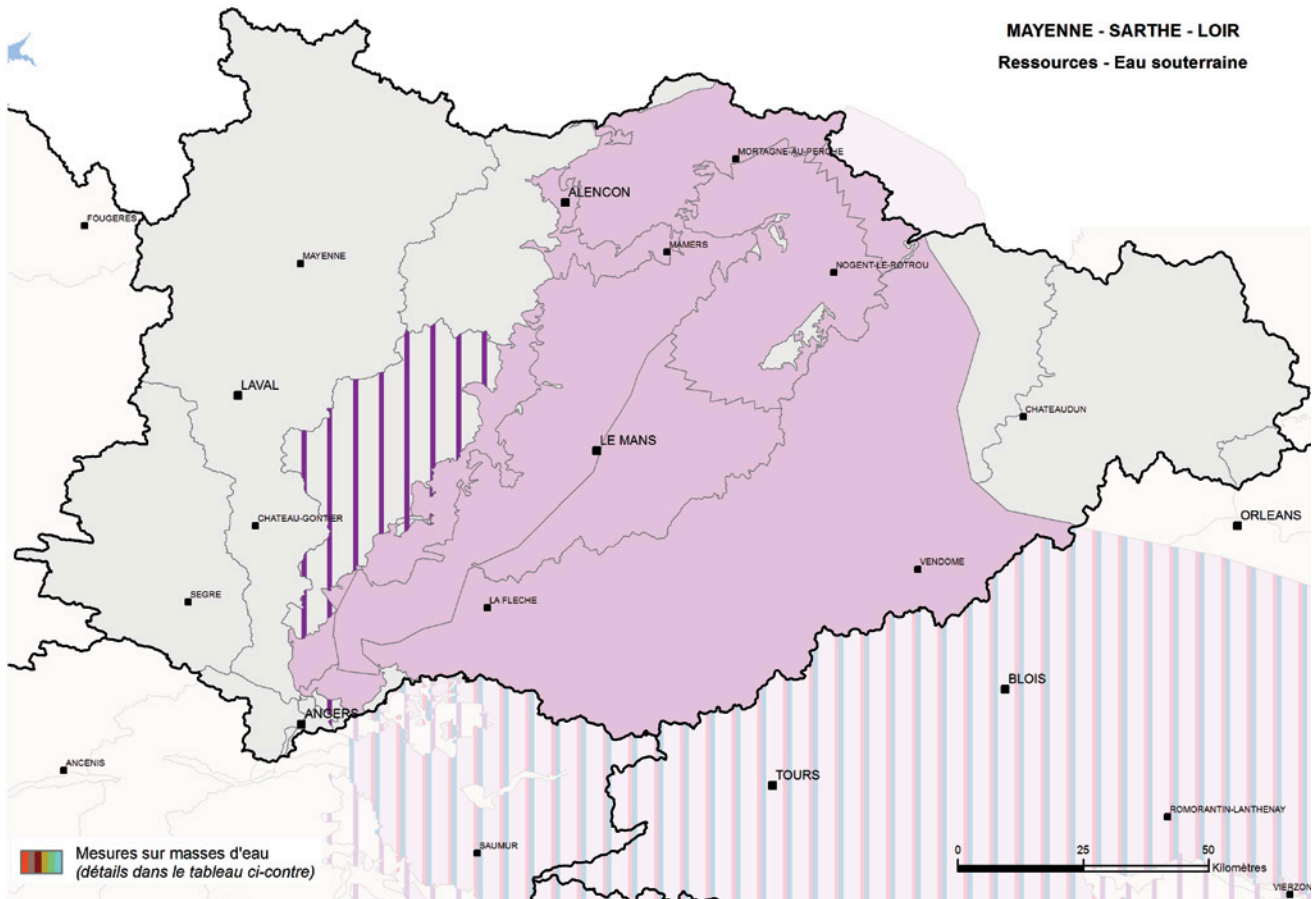 MAYENNE - SARTHE - LOIR
Ressources - Eau souterraine
MORTAGNE-AU-PERCHE
ALENCON
FOUGERES
MAMERS
MAYENNE
NOGENT-LE-ROTROU
LAVAL
CHATEAUDUN
LE MANS
CHATEAU-GONTIER
ORLEANS
VENDOME
SEGRE
LA FLECHE
BLOIS
ANGERS
ANCENIS
TOURS
ROMORANTIN-LANTHENAY
SAUMUR
Mesures sur masses d'eau
(détails dans le tableau ci-contre)
0 25 50
Kilomètres
VIERZON